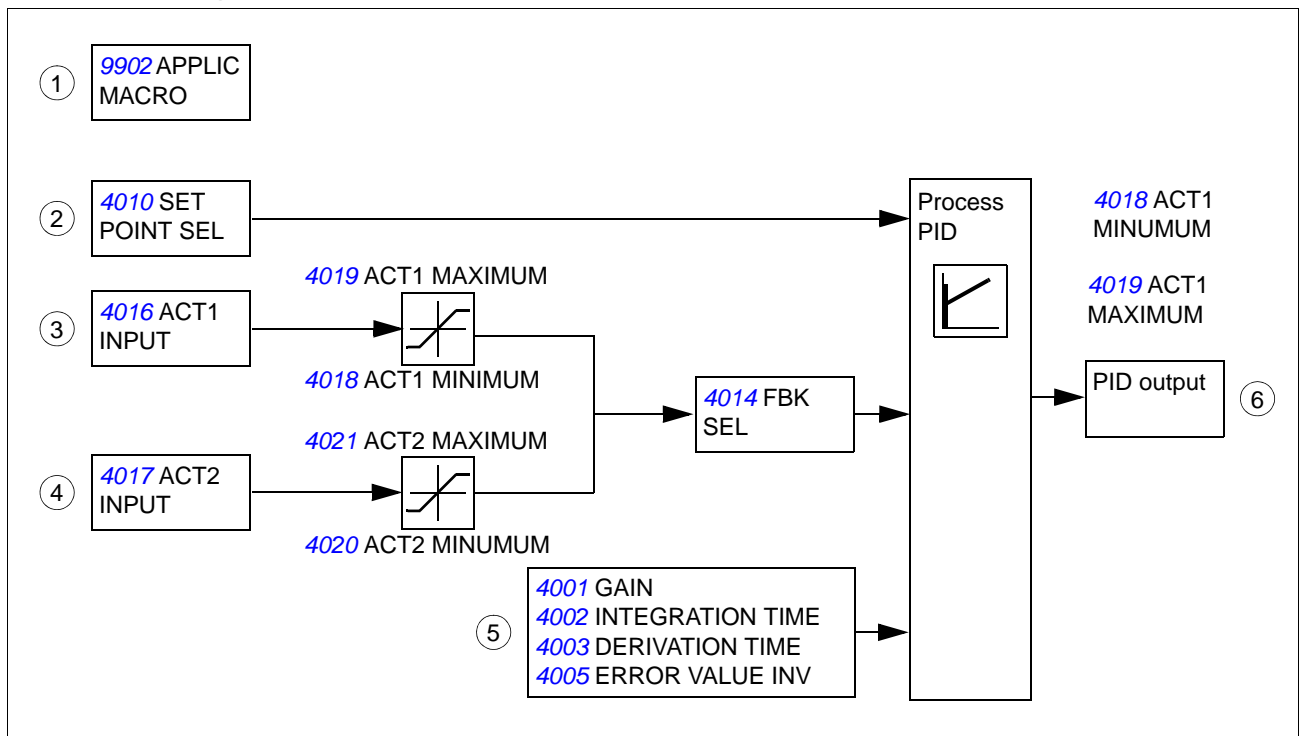 1
9902 APPLIC
MACRO
2
4010 SET
POINT SEL
Process
PID
4018 ACT1
MINUMUM
4019 ACT1 MAXIMUM
4019 ACT1
MAXIMUM
3
4016 ACT1
INPUT
4018 ACT1 MINIMUM
4014 FBK
SEL
PID output
6
4021 ACT2 MAXIMUM
4
4017 ACT2
INPUT
4020 ACT2 MINUMUM
5
4001 GAIN
4002 INTEGRATION TIME
4003 DERIVATION TIME
4005 ERROR VALUE INV